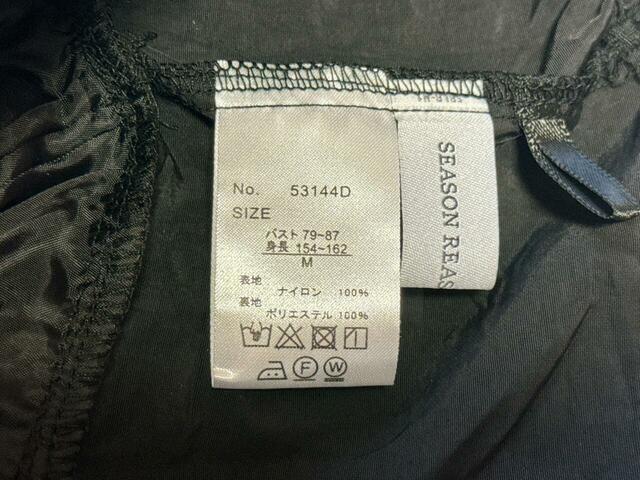 No. 53144D
SIZE
バスト 79~87
身長 154~162
M
表地
ナイロン 100%
裏地
ポリエステル 100%
F W
SEASON REAS